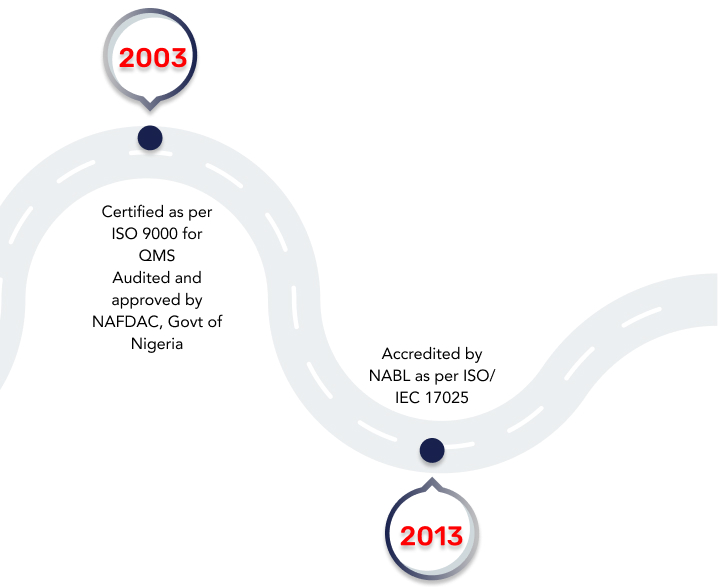 2003
Certified as per
ISO 9000 for
QMS
Audited and
approved by
NAFDAC, Govt of
Nigeria
Accredited by
NABL as per ISO/
IEC 17025
2013